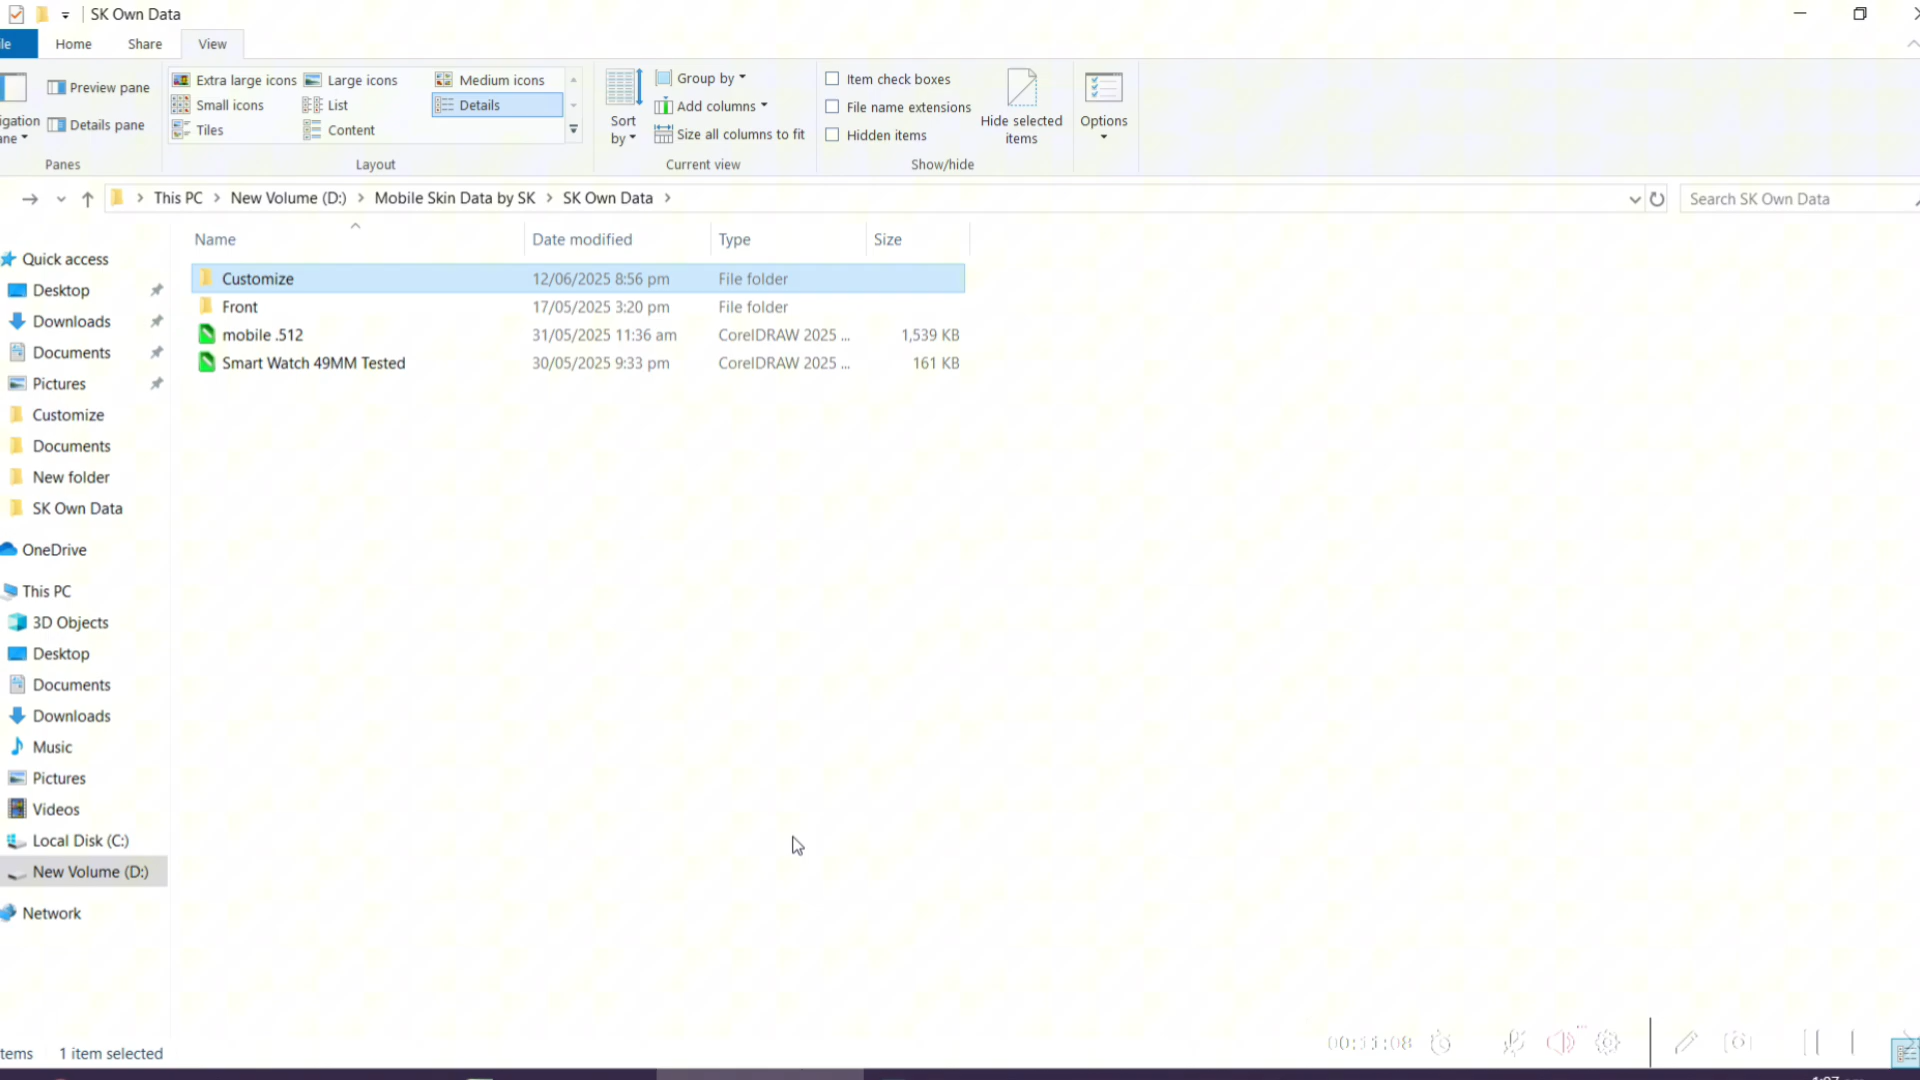 SK Own Data
le
Home
Share
View
Preview pane
Details pane
igation
ane
Panes
Extra large icons
Large icons
Medium icons
Small icons
List
Details
Tiles
Content
Layout
Sort
by
Group by
Add columns
Size all columns to fit
Current view
Item check boxes
File name extensions
Hidden items
Hide selected
items
Show/hide
Options
This PC > New Volume (D:) > Mobile Skin Data by SK > SK Own Data >
Search SK Own Data
Name
Date modified
Type
Size
Customize 12/06/2025 8:56 pm File folder
Front 17/05/2025 3:20 pm File folder
mobile .512 31/05/2025 11:36 am CorelDRAW 2025 ... 1,539 KB
Smart Watch 49MM Tested 30/05/2025 9:33 pm CorelDRAW 2025 ... 161 KB
Quick access
Desktop
Downloads
Documents
Pictures
Customize
Documents
New folder
SK Own Data
OneDrive
This PC
3D Objects
Desktop
Documents
Downloads
Music
Pictures
Videos
Local Disk (C:)
New Volume (D:)
Network
tems
1 item selected